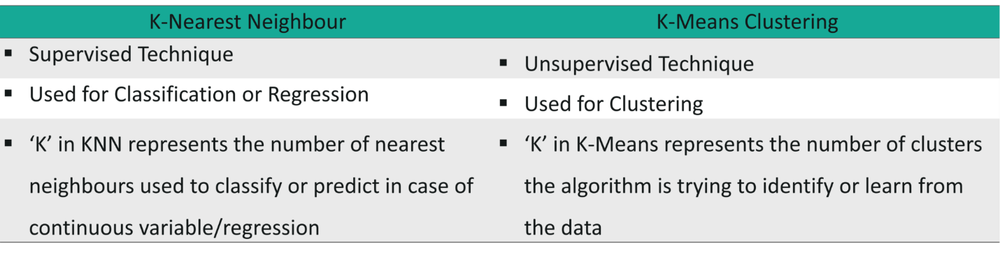 K-Nearest Neighbour
K-Means Clustering
▪ Supervised Technique
▪ Unsupervised Technique
▪ Used for Classification or Regression
▪ Used for Clustering
▪ ‘K’ in KNN represents the number of nearest
neighbours used to classify or predict in case of
continuous variable/regression
▪ ‘K’ in K-Means represents the number of clusters
the algorithm is trying to identify or learn from
the data